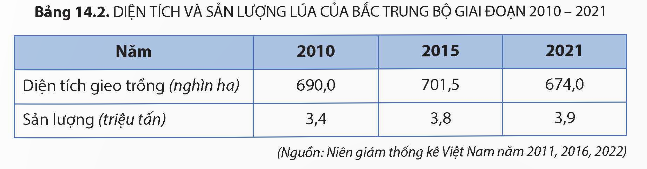 Bảng 14.2. DIỆN TÍCH VÀ SẢN LƯỢNG LÚA CỦA BẮC TRUNG BỘ GIAI ĐOẠN 2010 – 2021
Năm 2010 2015 2021
Diện tích gieo trồng (nghìn ha) 690,0 701,5 674,0
Sản lượng (triệu tấn) 3,4 3,8 3,9
(Nguồn: Niên giám thống kê Việt Nam năm 2011, 2016, 2022)